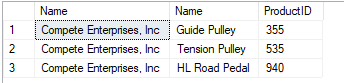 Name Name ProductID
1 Compete Enterprises, Inc Guide Pulley 355
2 Compete Enterprises, Inc Tension Pulley 535
3 Compete Enterprises, Inc HL Road Pedal 940